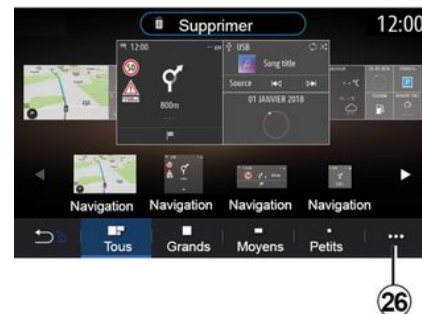 Supprimer
12:00
12:00
USB
50
Song title
800m
Source
01 JANVIER 2018
--°C
P
Navigation Navigation Navigation Navigation
Tous Grands Moyens Petits
26